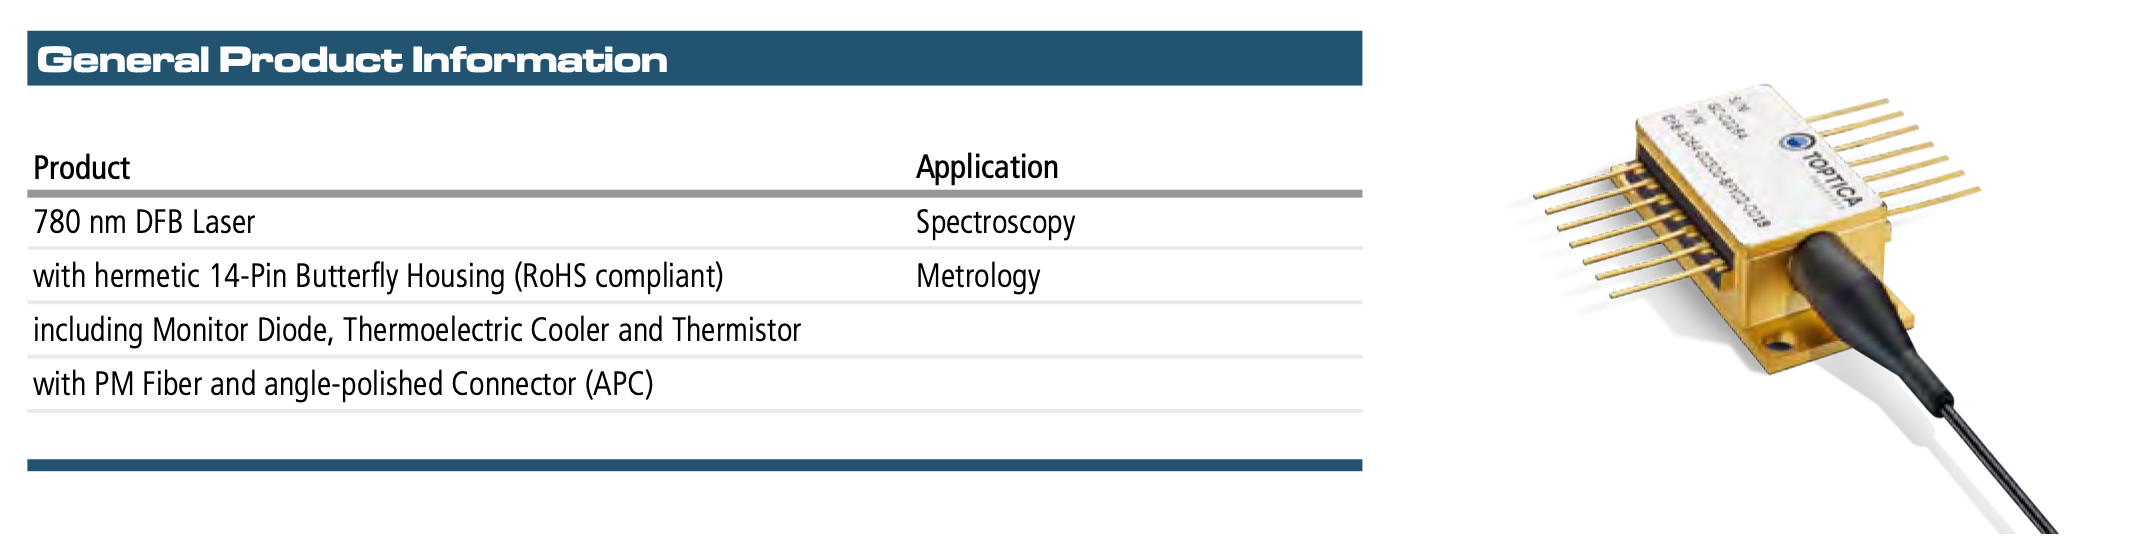 General Product Information
Product Application
780 nm DFB Laser Spectroscopy
with hermetic 14-Pin Butterfly Housing (RoHS compliant) Metrology
including Monitor Diode, Thermoelectric Cooler and Thermistor
with PM Fiber and angle-polished Connector (APC)
S/N
P/N
TOPTICA